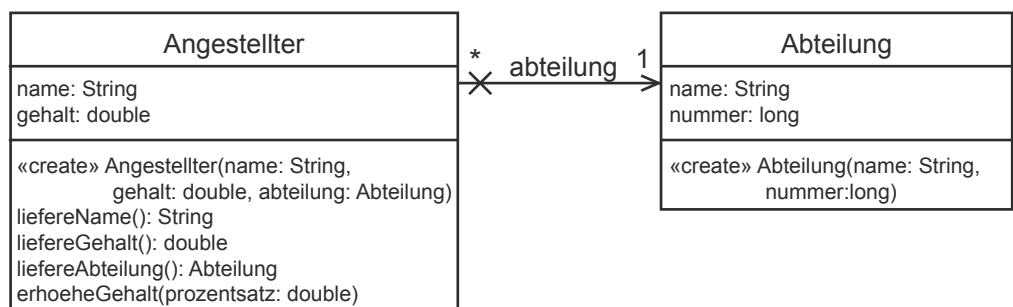 Angestellter
name: String
gehalt: double
«create» Angestellter(name: String,
gehalt: double, abteilung: Abteilung)
liefereName(): String
liefereGehalt(): double
liefereAbteilung(): Abteilung
erhoeheGehalt(prozentsatz: double)
*
abteilung
1
Abteilung
name: String
nummer: long
«create» Abteilung(name: String,
nummer:long)